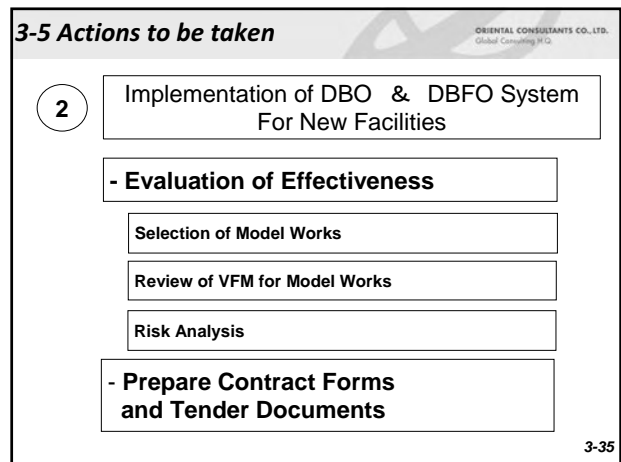 3-5 Actions to be taken
ORIENTAL CONSULTANTS CO., LTD.
Global Consulting H.Q.
2
Implementation of DBO & DBFO System
For New Facilities
- Evaluation of Effectiveness
Selection of Model Works
Review of VFM for Model Works
Risk Analysis
- Prepare Contract Forms
and Tender Documents
3-35